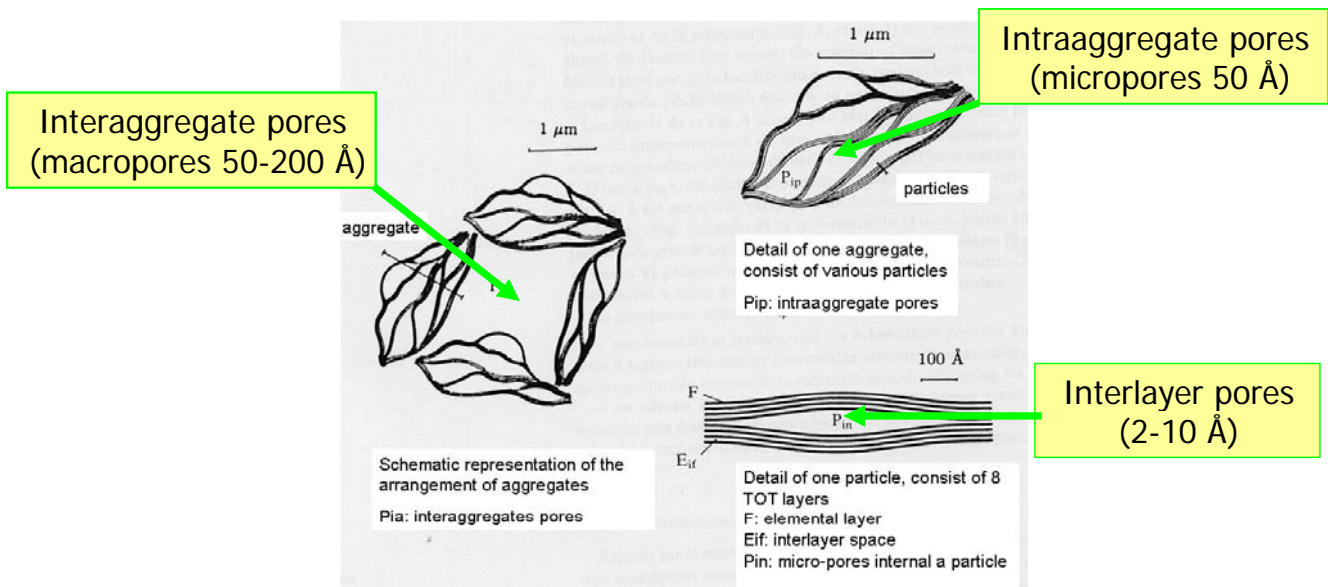 Interaggregate pores
(macropores 50-200 Å)
1 μm
aggregate
Schematic representation of the
arrangement of aggregates
Pia: interaggregates pores
1 μm
Intraaggregate pores
(micropores 50 Å)
Pip
particles
Detail of one aggregate,
consist of various particles
Pip: intraaggregate pores
100 Å
F
Pin
Eif
Interlayer pores
(2-10 Å)
Detail of one particle, consist of 8
TOT layers
F: elemental layer
Eif: interlayer space
Pin: micro-pores internal a particle